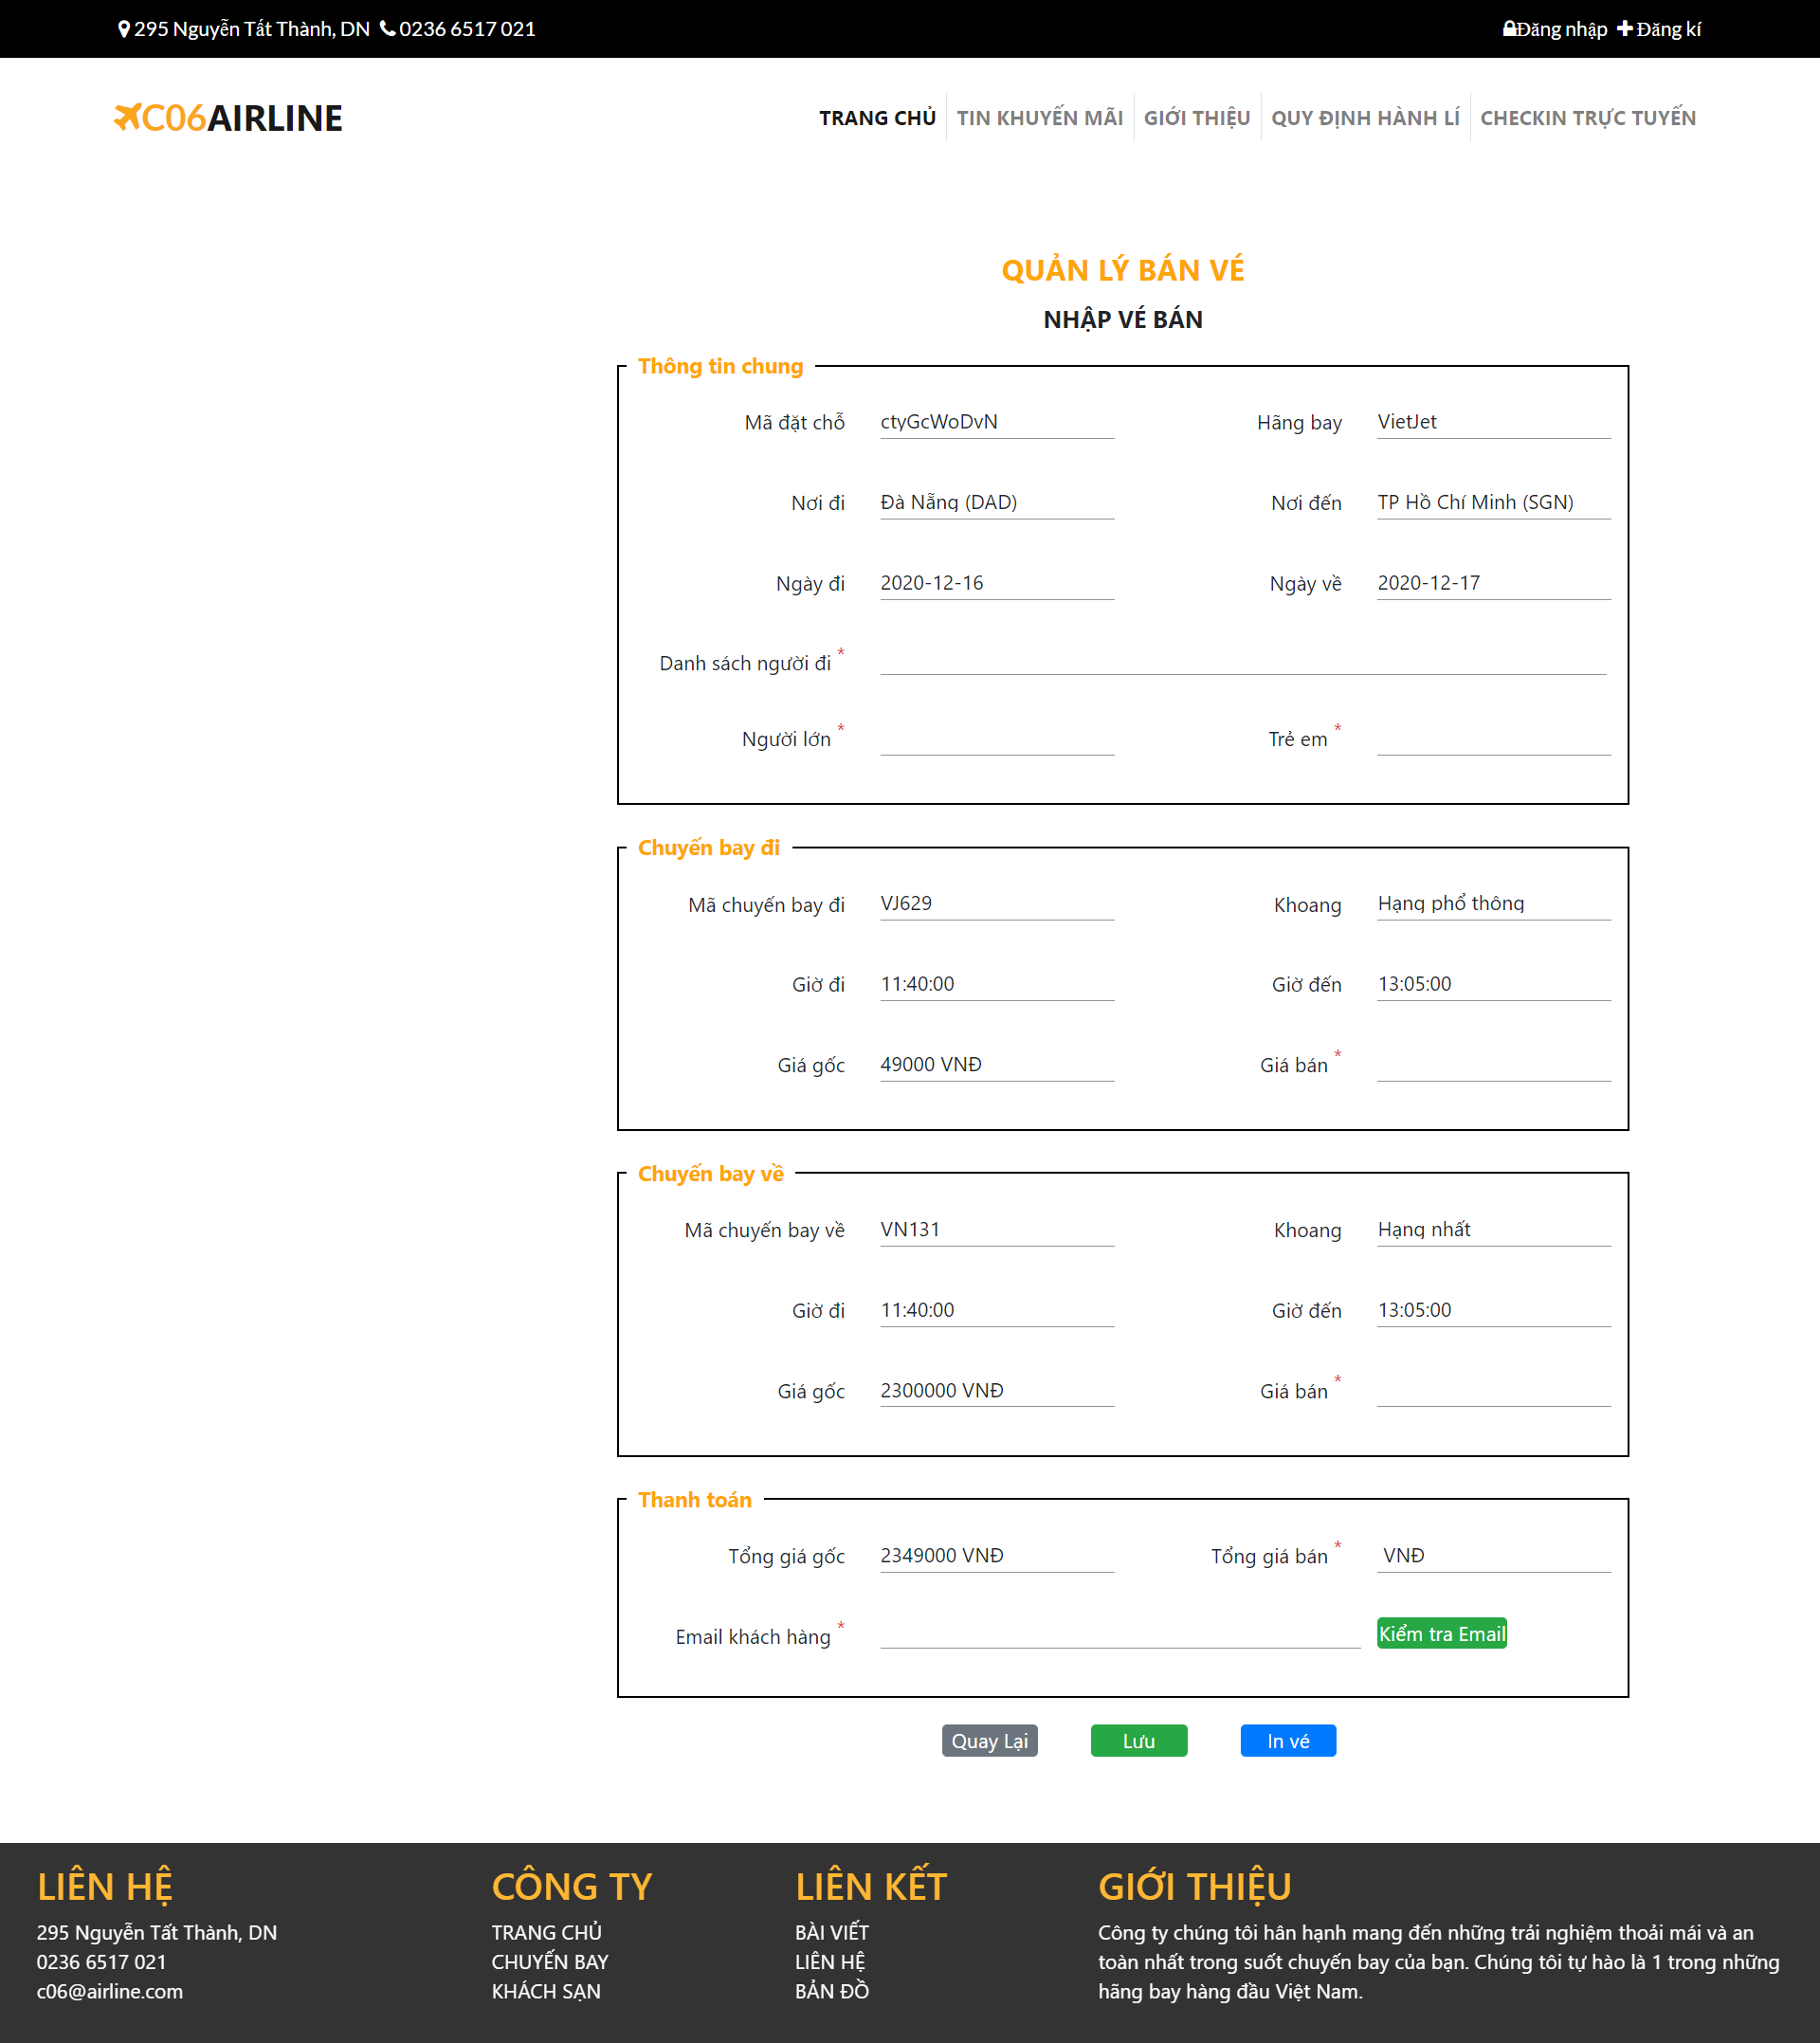 295 Nguyễn Tất Thành, DN 0236 6517 021 Đăng nhập Đăng kí
C06AIRLINE TRANG CHỦ TIN KHUYẾN MÃI GIỚI THIỆU QUY ĐỊNH HÀNH LÍ CHECKIN TRỰC TUYẾN
QUẢN LÝ BÁN VÉ
NHẬP VÉ BÁN
Thông tin chung
Mã đặt chỗ ctyGcWoDvN Hãng bay VietJet
Nơi đi Đà Nẵng (DAD) Nơi đến TP Hồ Chí Minh (SGN)
Ngày đi 2020-12-16 Ngày về 2020-12-17
Danh sách người đi *
Người lớn * Trẻ em *
Chuyến bay đi
Mã chuyến bay đi VJ629 Khoang Hạng phổ thông
Giờ đi 11:40:00 Giờ đến 13:05:00
Giá gốc 49000 VNĐ Giá bán *
Chuyến bay về
Mã chuyến bay về VN131 Khoang Hạng nhất
Giờ đi 11:40:00 Giờ đến 13:05:00
Giá gốc 2300000 VNĐ Giá bán *
Thanh toán
Tổng giá gốc 2349000 VNĐ Tổng giá bán * VNĐ
Email khách hàng * Kiểm tra Email
Quay Lại Lưu In vé
LIÊN HỆ
295 Nguyễn Tất Thành, DN
0236 6517 021
c06@airline.com
CÔNG TY
TRANG CHỦ
CHUYẾN BAY
KHÁCH SẠN
LIÊN KẾT
BÀI VIẾT
LIÊN HỆ
BẢN ĐỒ
GIỚI THIỆU
Công ty chúng tôi hân hạnh mang đến những trải nghiệm thoải mái và an
toàn nhất trong suốt chuyến bay của bạn. Chúng tôi tự hào là 1 trong những
hãng bay hàng đầu Việt Nam.